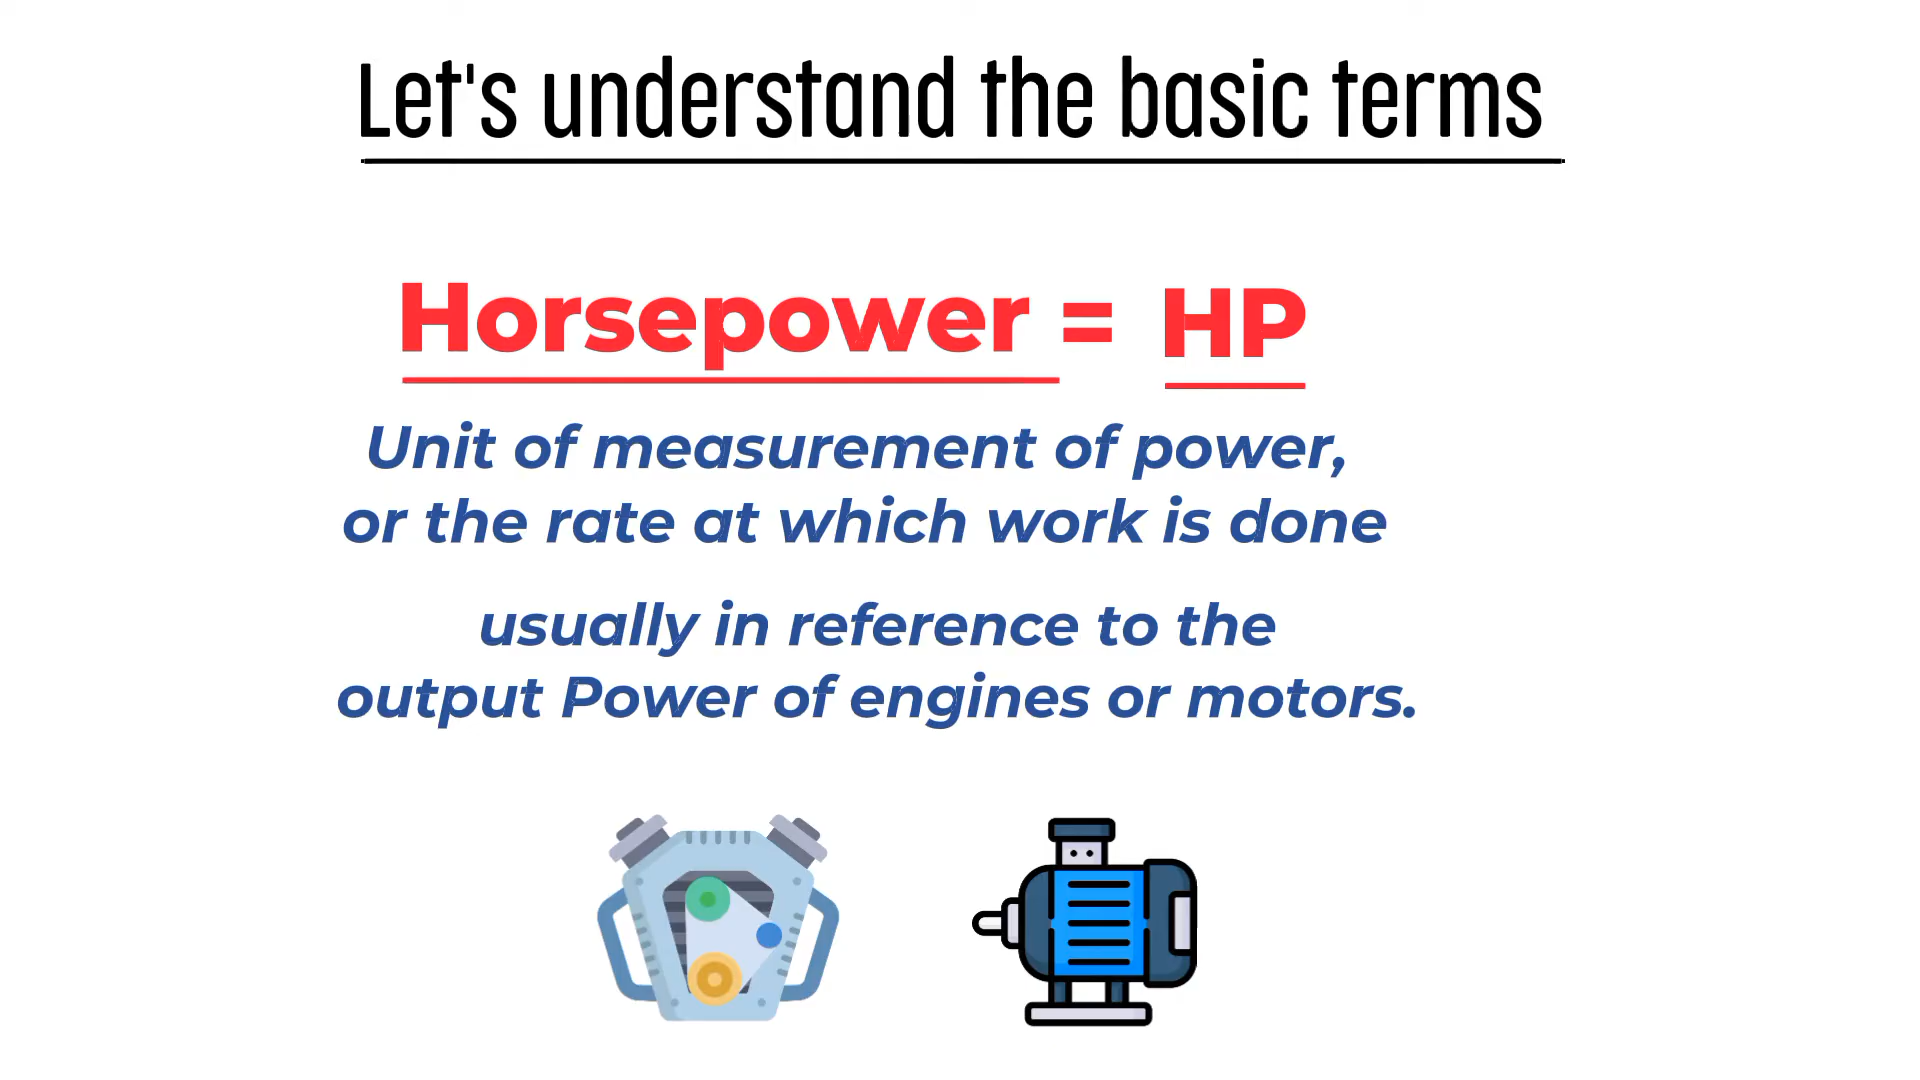 Let's understand the basic terms
Horsepower = HP
Unit of measurement of power,
or the rate at which work is done
usually in reference to the
output Power of engines or motors.